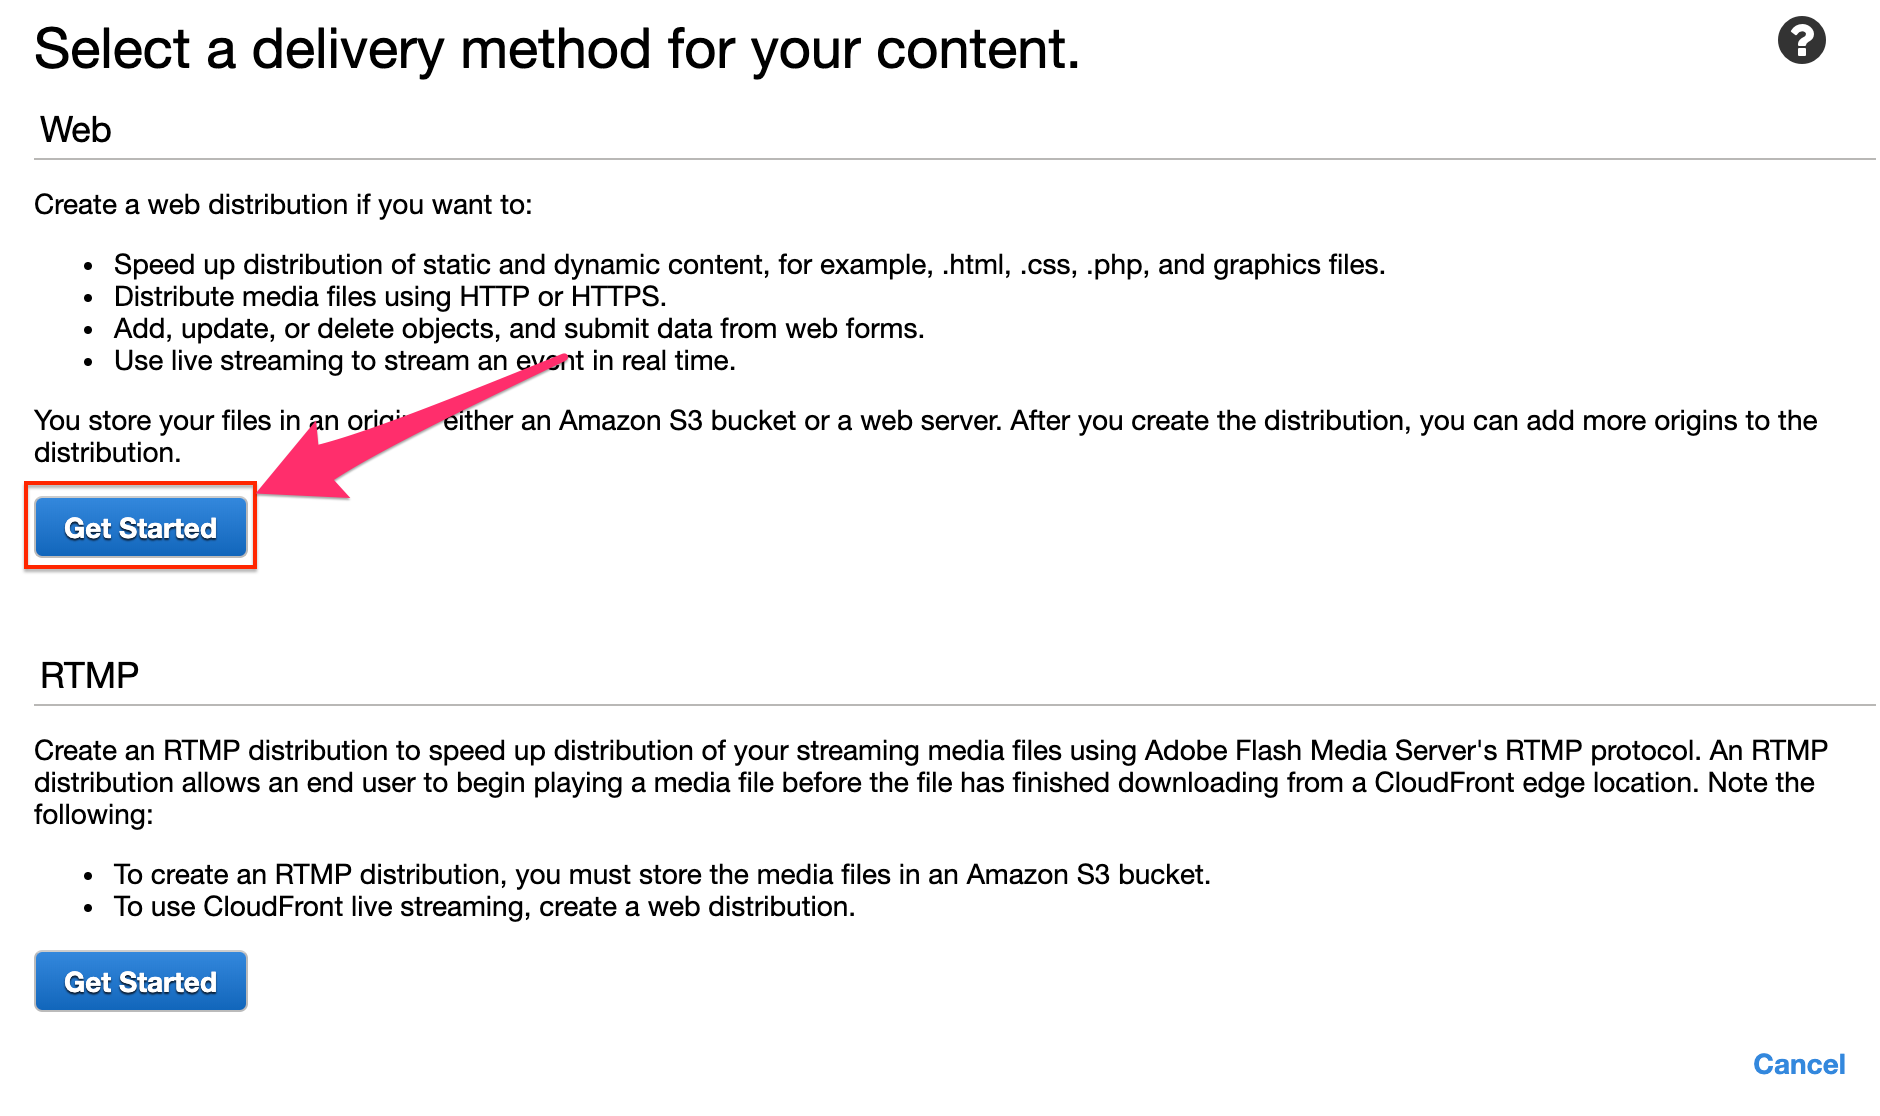 Select a delivery method for your content.
?
Web
Create a web distribution if you want to:
• Speed up distribution of static and dynamic content, for example, .html, .css, .php, and graphics files.
• Distribute media files using HTTP or HTTPS.
• Add, update, or delete objects, and submit data from web forms.
• Use live streaming to stream an event in real time.
You store your files in an origin either an Amazon S3 bucket or a web server. After you create the distribution, you can add more origins to the
distribution.
Get Started
RTMP
Create an RTMP distribution to speed up distribution of your streaming media files using Adobe Flash Media Server's RTMP protocol. An RTMP
distribution allows an end user to begin playing a media file before the file has finished downloading from a CloudFront edge location. Note the
following:
• To create an RTMP distribution, you must store the media files in an Amazon S3 bucket.
• To use CloudFront live streaming, create a web distribution.
Get Started
Cancel